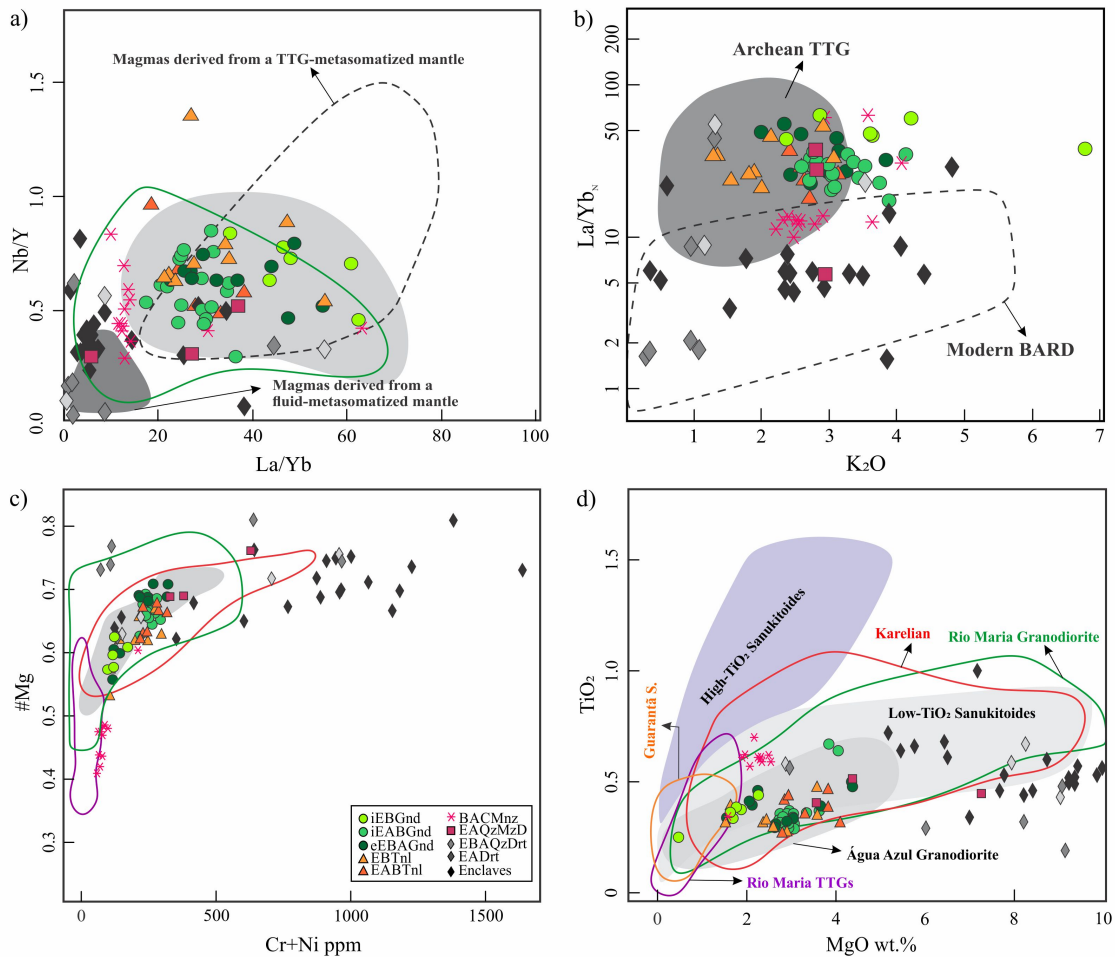 a)
Magmas derived from a TTG-metasomatized mantle
Nb/Y
1.5
1.0
0.5
0.0
Magmas derived from a
fluid-metasomatized mantle
0
20
40
60
80
100
La/Yb
b)
Archean TTG
La/Yb_N
200
100
50
10
5
2
1
Modern BARD
1
2
3
4
5
6
7
K₂O
c)
#Mg
0.8
0.7
0.6
0.5
0.4
0.3
iEBGnd
iEABGnd
eEBAGnd
EBTnl
EABTnl
BACMnz
EAQzMzD
EBAQzDrt
EADrt
Enclaves
0
500
1000
1500
Cr+Ni ppm
d)
TiO₂
1.5
1.0
0.5
0
High-TiO₂ Sanukitoides
Karelian
Rio Maria Granodiorite
Guarantã S.
Low-TiO₂ Sanukitoides
Água Azul Granodiorite
Rio Maria TTGs
0
2
4
6
8
10
MgO wt.%